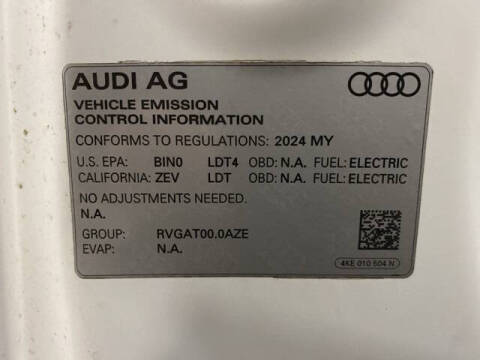 AUDI AG
VEHICLE EMISSION
CONTROL INFORMATION
CONFORMS TO REGULATIONS: 2024 MY
U.S. EPA: BIN0 LDT4 OBD: N.A. FUEL: ELECTRIC
CALIFORNIA: ZEV LDT OBD: N.A. FUEL: ELECTRIC
NO ADJUSTMENTS NEEDED.
N.A.
GROUP: RVGAT00.0AZE
EVAP: N.A.
4KE 010 504 N